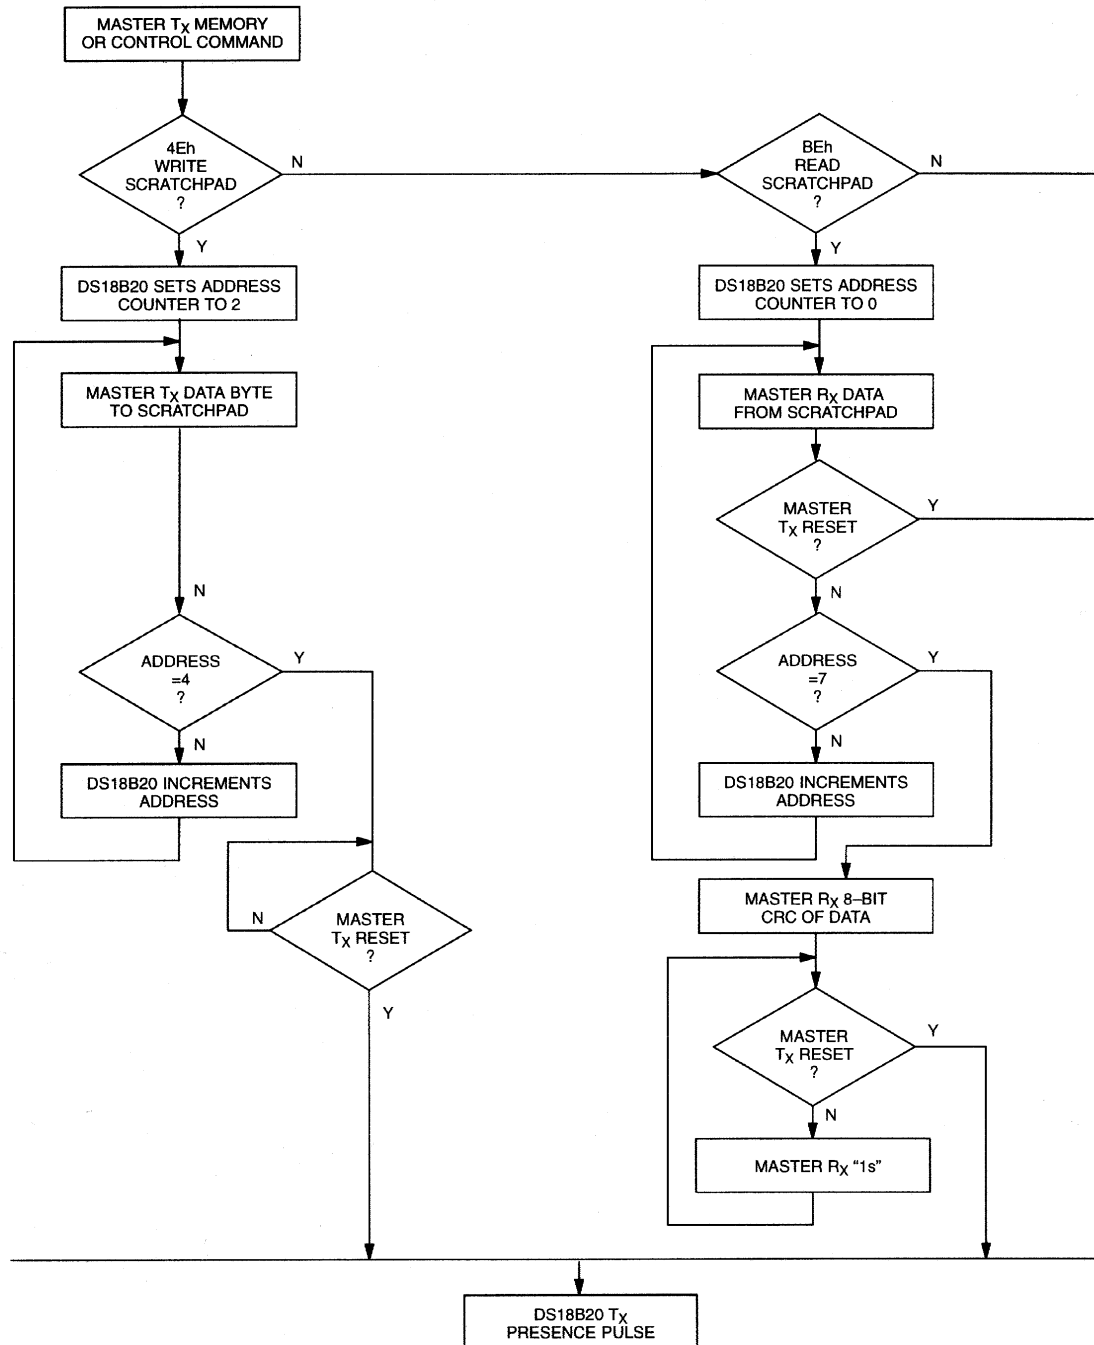 MASTER TX MEMORY
OR CONTROL COMMAND
4Eh
WRITE
SCRATCHPAD
?
N
Y
BEh
READ
SCRATCHPAD
?
N
Y
DS18B20 SETS ADDRESS
COUNTER TO 2
DS18B20 SETS ADDRESS
COUNTER TO 0
MASTER TX DATA BYTE
TO SCRATCHPAD
MASTER RX DATA
FROM SCRATCHPAD
MASTER
TX RESET
?
Y
N
N
ADDRESS
=4
?
Y
N
ADDRESS
=7
?
Y
N
DS18B20 INCREMENTS
ADDRESS
DS18B20 INCREMENTS
ADDRESS
MASTER
TX RESET
?
N
Y
MASTER RX 8–BIT
CRC OF DATA
MASTER
TX RESET
?
Y
N
MASTER RX “1s”
DS18B20 TX
PRESENCE PULSE